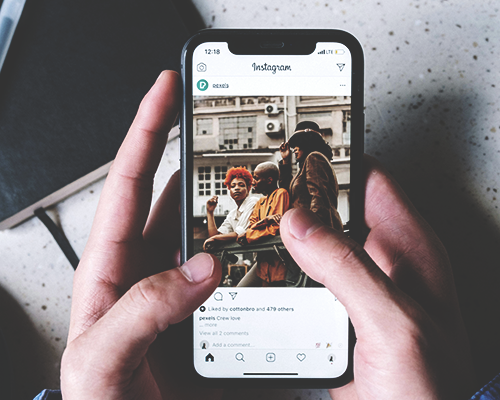 12:18
LTE
Instagram
pexels
Liked by cottonbro and 479 others
pexels Crew love
... more
View all 2 comments
Add a comment...